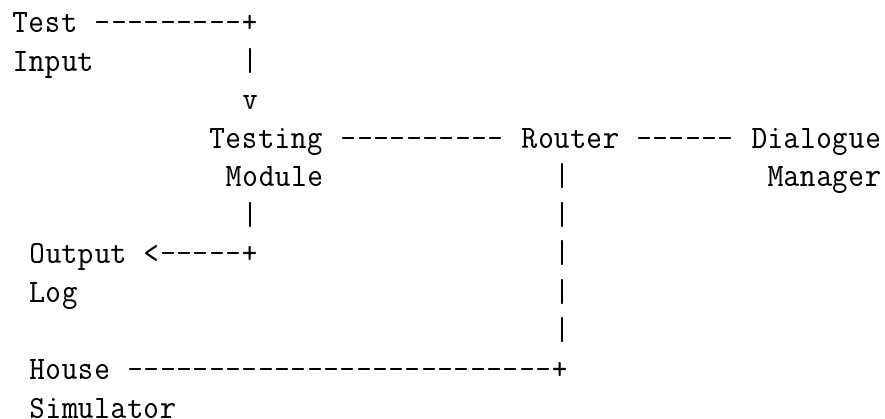 Test ---------+
Input         |
              v
            Testing ---------- Router ------ Dialogue
             Module               |            Manager
              |                   |
 Output <-----+                   |
 Log                              |
                                  |
 House --------------------------+
 Simulator